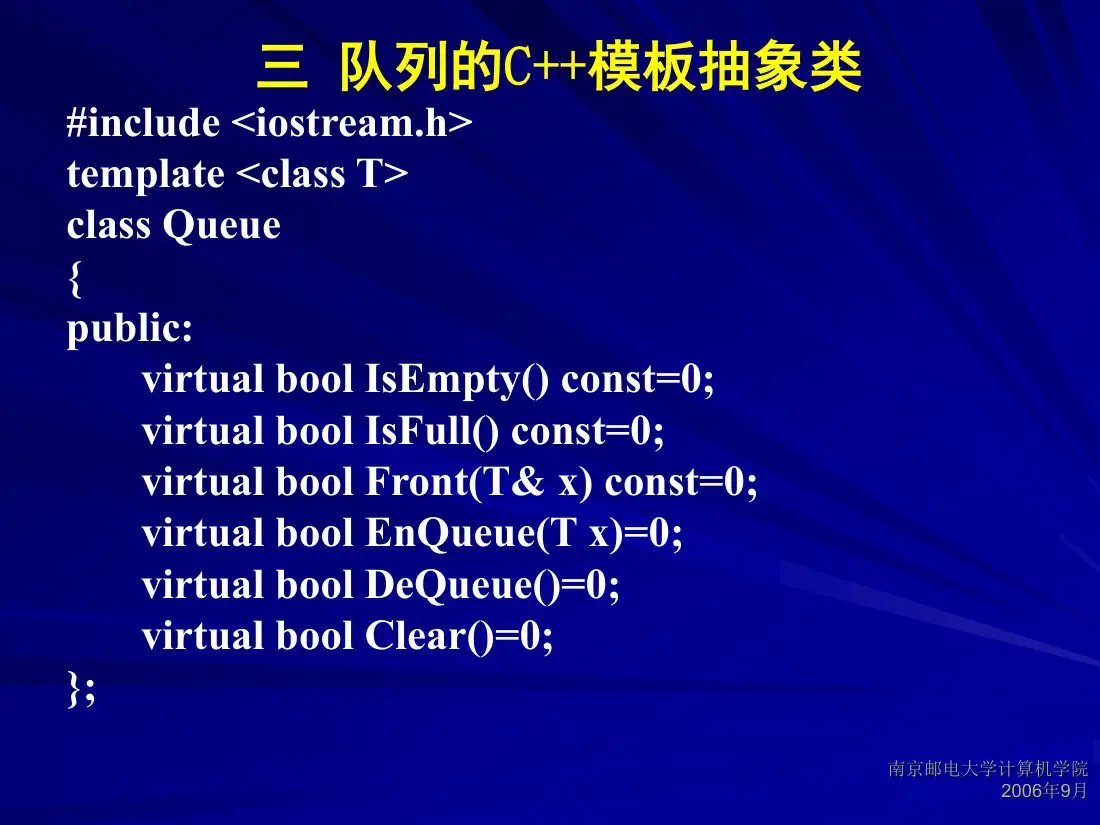 三 队列的C++模板抽象类
#include <iostream.h>
template <class T>
class Queue
{
public:
virtual bool IsEmpty() const=0;
virtual bool IsFull() const=0;
virtual bool Front(T& x) const=0;
virtual bool EnQueue(T x)=0;
virtual bool DeQueue()=0;
virtual bool Clear()=0;
};
南京邮电大学计算机学院
2006年9月